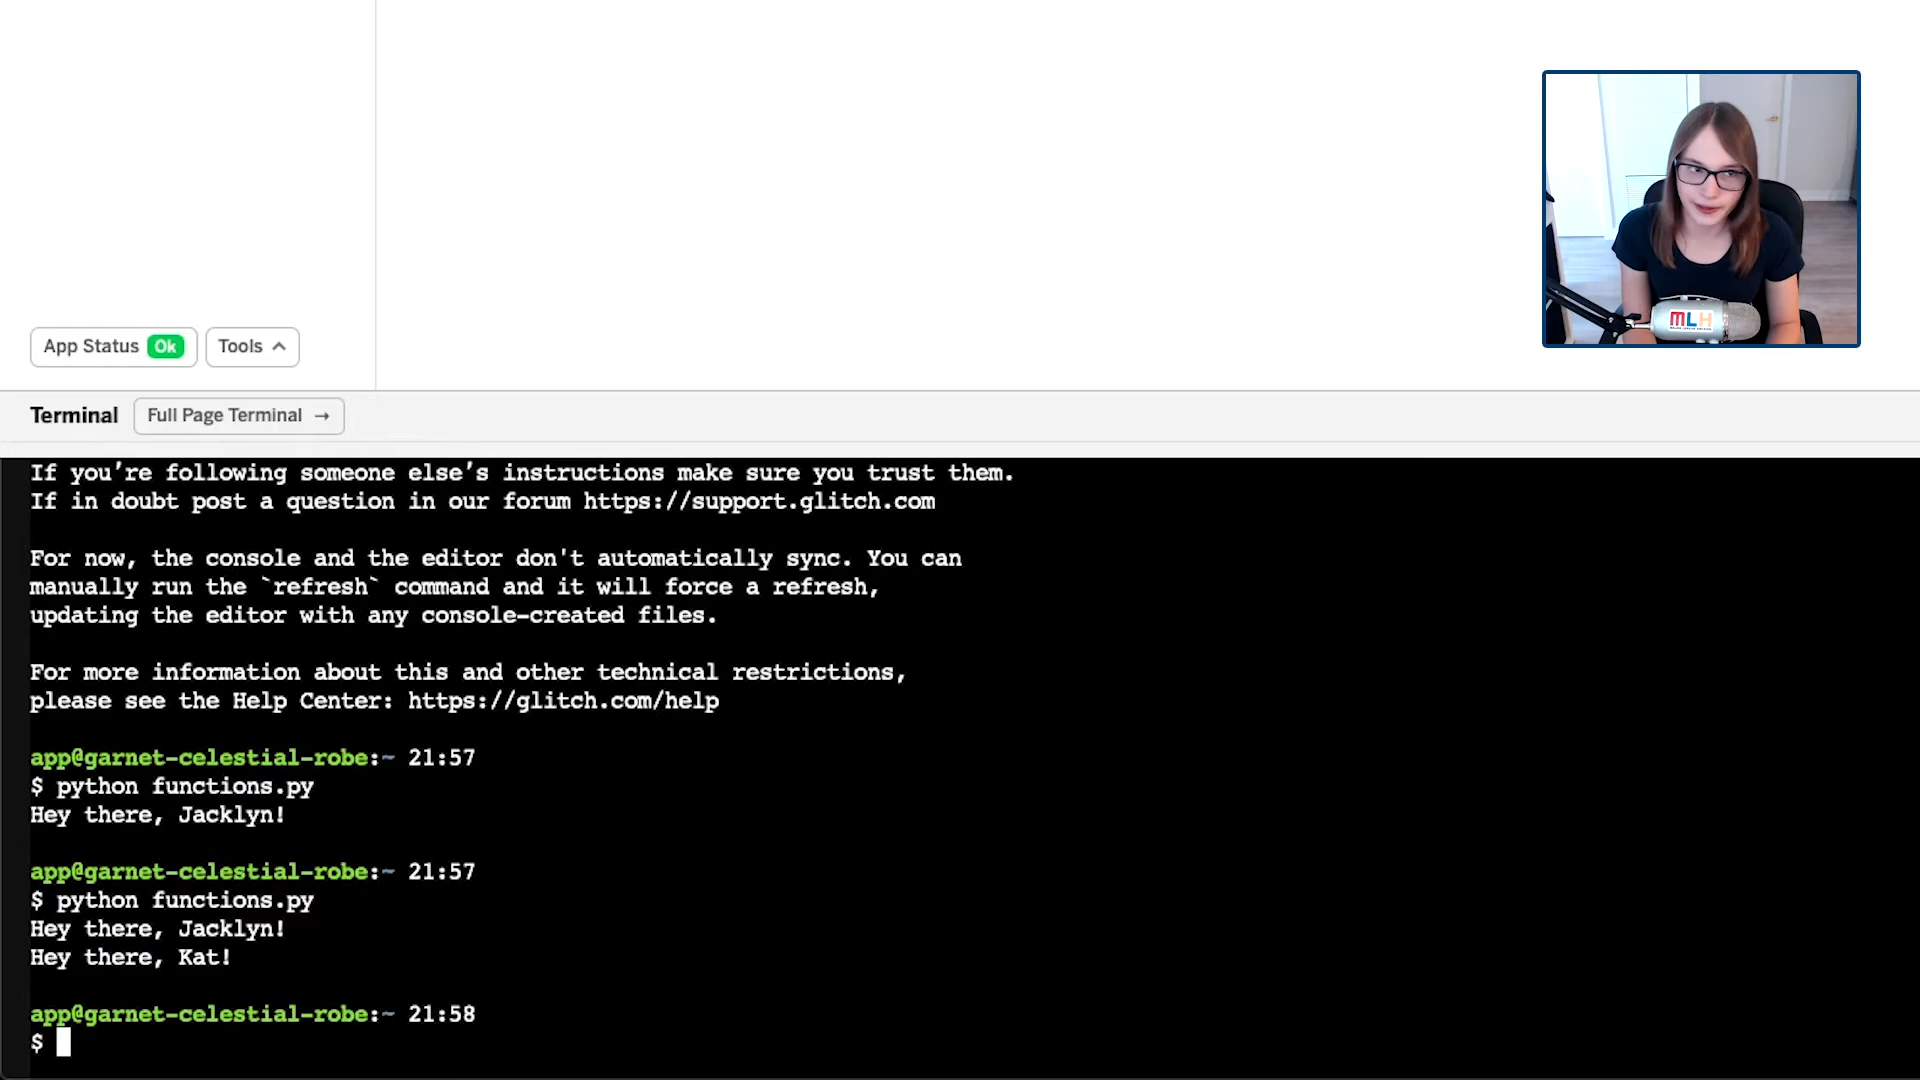 MLH
App Status Ok
Tools
Terminal
Full Page Terminal →
If you’re following someone else’s instructions make sure you trust them.
If in doubt post a question in our forum https://support.glitch.com
For now, the console and the editor don't automatically sync. You can
manually run the `refresh` command and it will force a refresh,
updating the editor with any console-created files.
For more information about this and other technical restrictions,
please see the Help Center: https://glitch.com/help
app@garnet-celestial-robe:~ 21:57
$ python functions.py
Hey there, Jacklyn!
app@garnet-celestial-robe:~ 21:57
$ python functions.py
Hey there, Jacklyn!
Hey there, Kat!
app@garnet-celestial-robe:~ 21:58
$